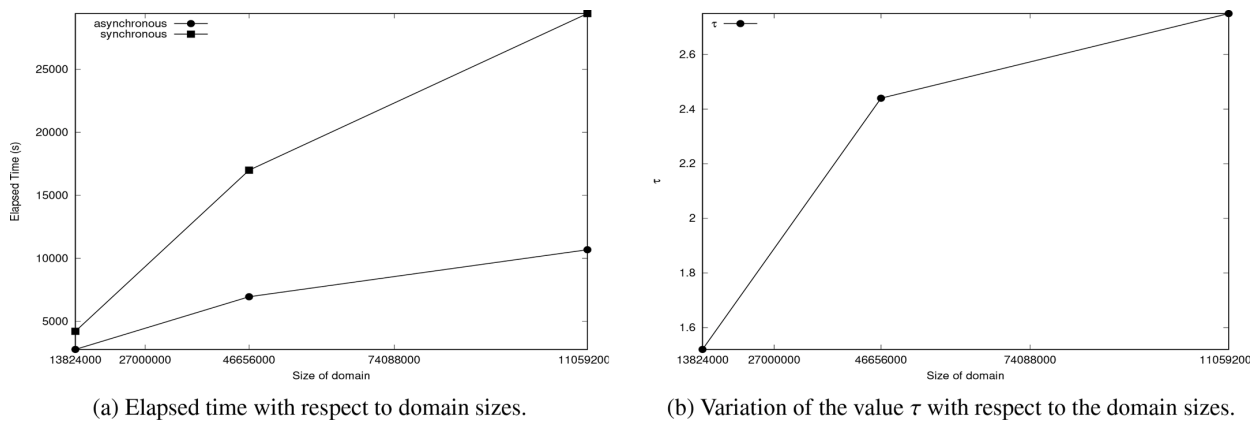 asynchronous
synchronous
25000
20000
15000
10000
5000
Elapsed Time (s)
13824000 27000000 46656000 74088000 11059200
Size of domain
(a) Elapsed time with respect to domain sizes.
τ
2.6
2.4
2.2
2
1.8
1.6
τ
13824000 27000000 46656000 74088000 11059200
Size of domain
(b) Variation of the value τ with respect to the domain sizes.